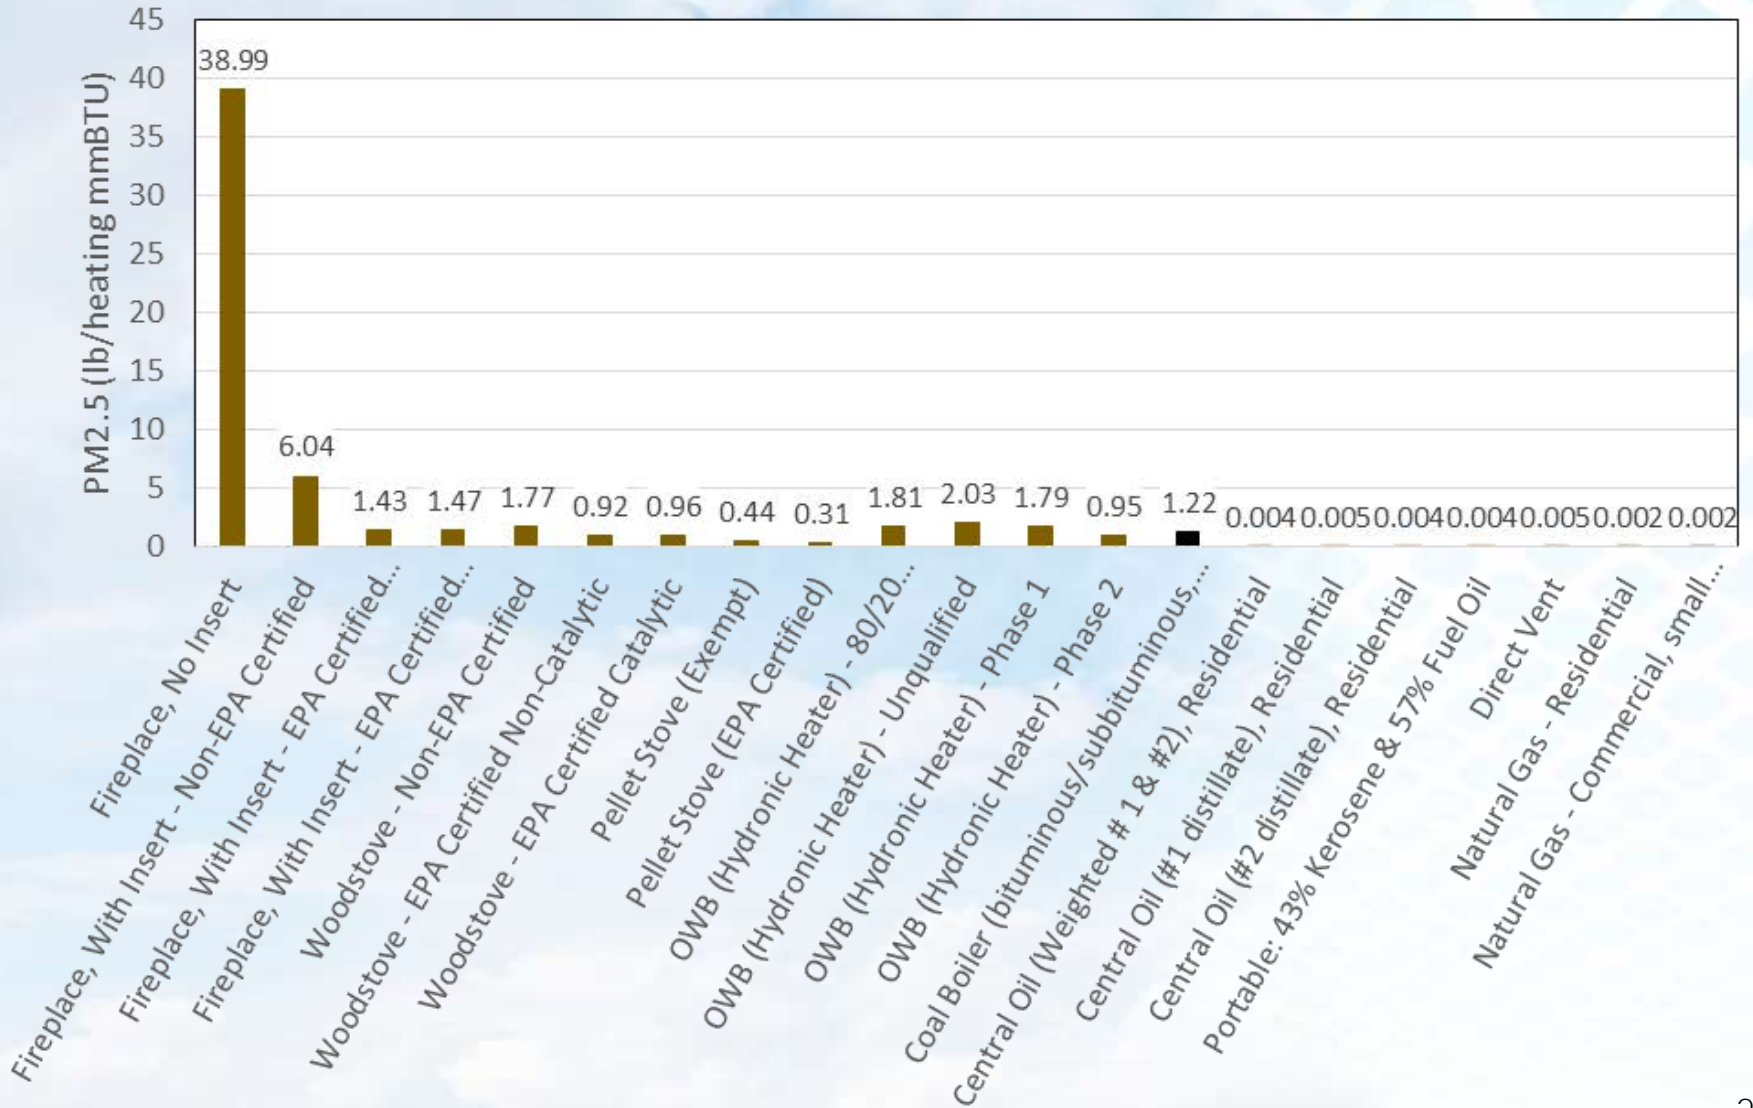 PM2.5 (lb/heating mmBTU)
45
40
35
30
25
20
15
10
5
0
38.99
6.04
1.43
1.47
1.77
0.92
0.96
0.44
0.31
1.81
2.03
1.79
0.95
1.22
0.004
0.005
0.004
0.004
0.005
0.002
0.002
Fireplace, No Insert
Fireplace, With Insert - Non-EPA Certified
Fireplace, With Insert - EPA Certified...
Fireplace, With Insert - EPA Certified...
Woodstove - Non-EPA Certified
Woodstove - EPA Certified Non-Catalytic
Woodstove - EPA Certified Catalytic
Pellet Stove (Exempt)
Pellet Stove (EPA Certified)
OWB (Hydronic Heater) - 80/20...
OWB (Hydronic Heater) - Unqualified
OWB (Hydronic Heater) - Phase 1
OWB (Hydronic Heater) - Phase 2
Coal Boiler (bituminous/subbituminous,...
Central Oil (Weighted # 1 & #2), Residential
Central Oil (#1 distillate), Residential
Central Oil (#2 distillate), Residential
Portable: 43% Kerosene & 57% Fuel Oil
Direct Vent
Natural Gas - Residential
Natural Gas - Commercial, small...